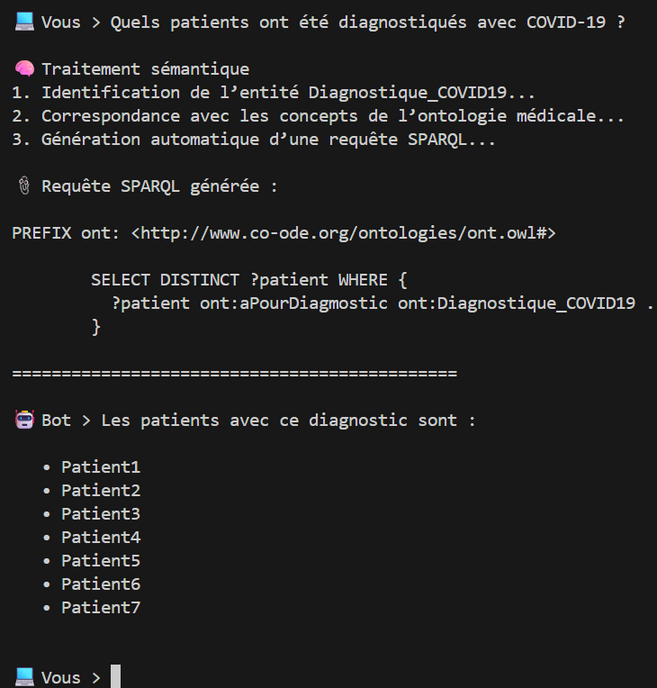 💻 Vous > Quels patients ont été diagnostiqués avec COVID-19 ?
🧠 Traitement sémantique
1. Identification de l’entité Diagnostique_COVID19...
2. Correspondance avec les concepts de l’ontologie médicale...
3. Génération automatique d’une requête SPARQL...
📎 Requête SPARQL générée :
PREFIX ont: <http://www.co-ode.org/ontologies/ont.owl#>
SELECT DISTINCT ?patient WHERE {
?patient ont:aPourDiagmostic ont:Diagnostique_COVID19 .
}
=============================================
🤖 Bot > Les patients avec ce diagnostic sont :
• Patient1
• Patient2
• Patient3
• Patient4
• Patient5
• Patient6
• Patient7
💻 Vous >